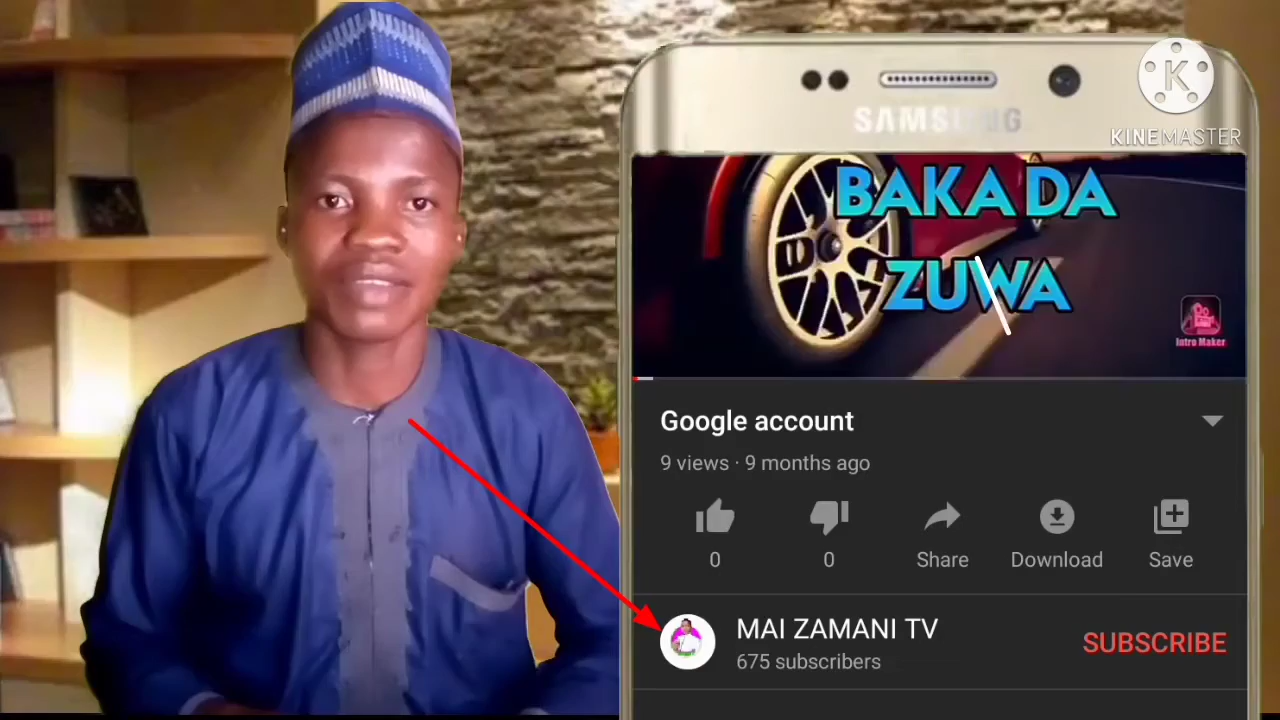 KINEMASTER
SAMSUNG
BAKA DA
ZUWA
Intro Maker
Google account
9 views · 9 months ago
0
0
Share
Download
Save
MAI ZAMANI TV
675 subscribers
SUBSCRIBE